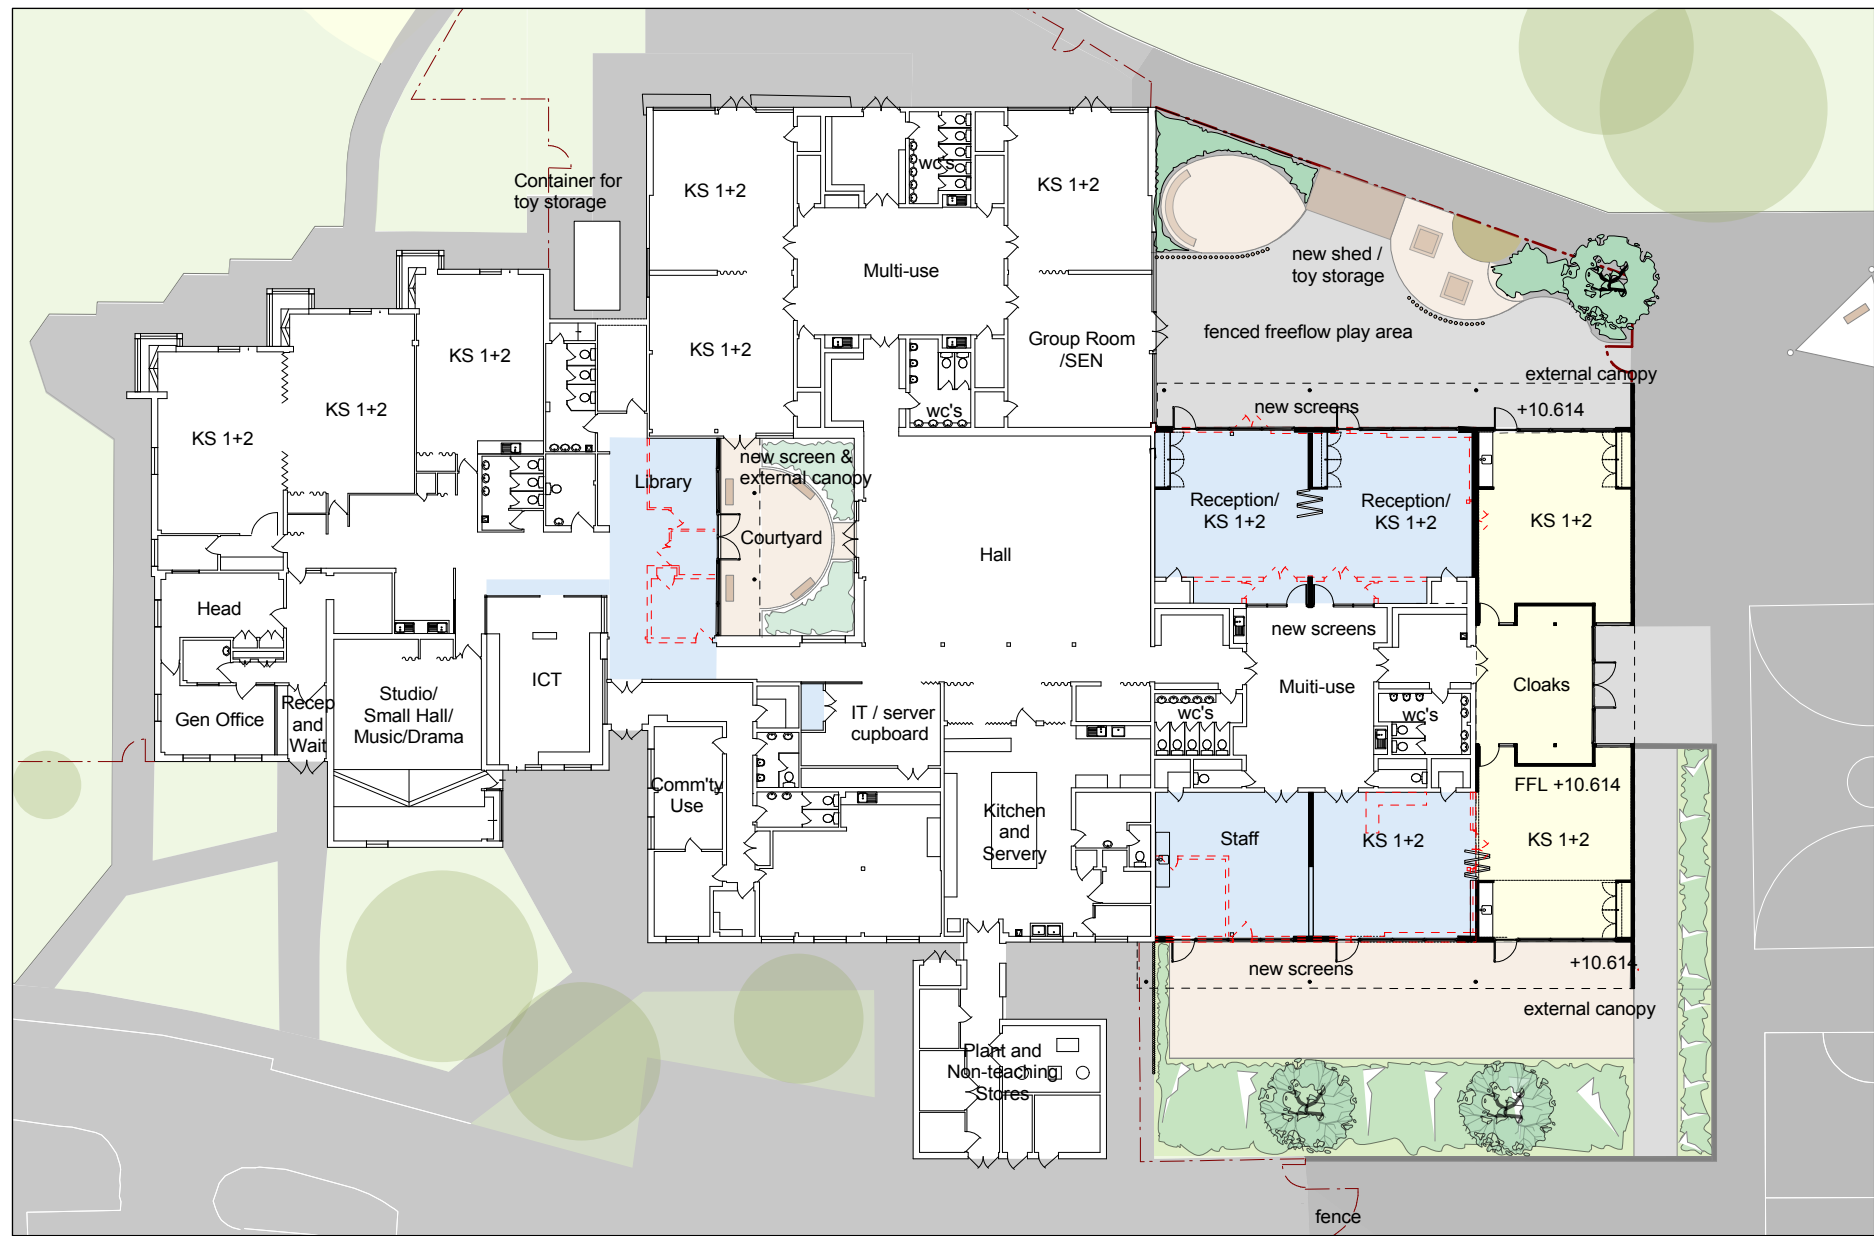 Container for
toy storage
KS 1+2
wc's
KS 1+2
Multi-use
new shed /
toy storage
fenced freeflow play area
KS 1+2
KS 1+2
Group Room
/SEN
external canopy
KS 1+2
KS 1+2
wc's
new screens
+10.614
Library
new screen &
external canopy
Courtyard
Hall
Reception/
KS 1+2
Reception/
KS 1+2
KS 1+2
Head
new screens
Gen Office
Recep
and
Wait
Studio/
Small Hall/
Music/Drama
ICT
IT / server
cupboard
wc's
Muiti-use
wc's
Cloaks
Comm'ty
Use
Kitchen
and
Servery
Staff
KS 1+2
FFL +10.614
KS 1+2
new screens
+10.614
external canopy
Plant and
Non-teaching
Stores
fence